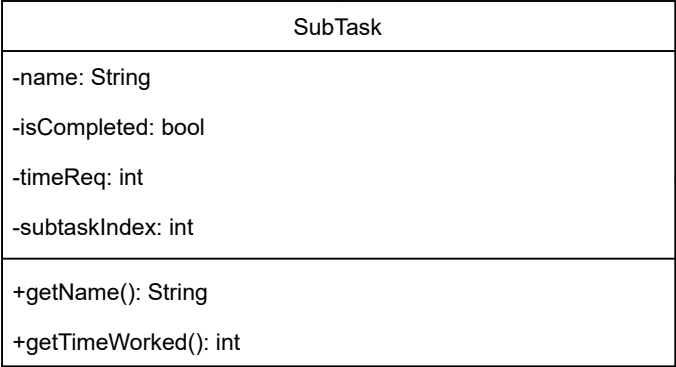 SubTask
-name: String
-isCompleted: bool
-timeReq: int
-subtaskIndex: int
+getName(): String
+getTimeWorked(): int